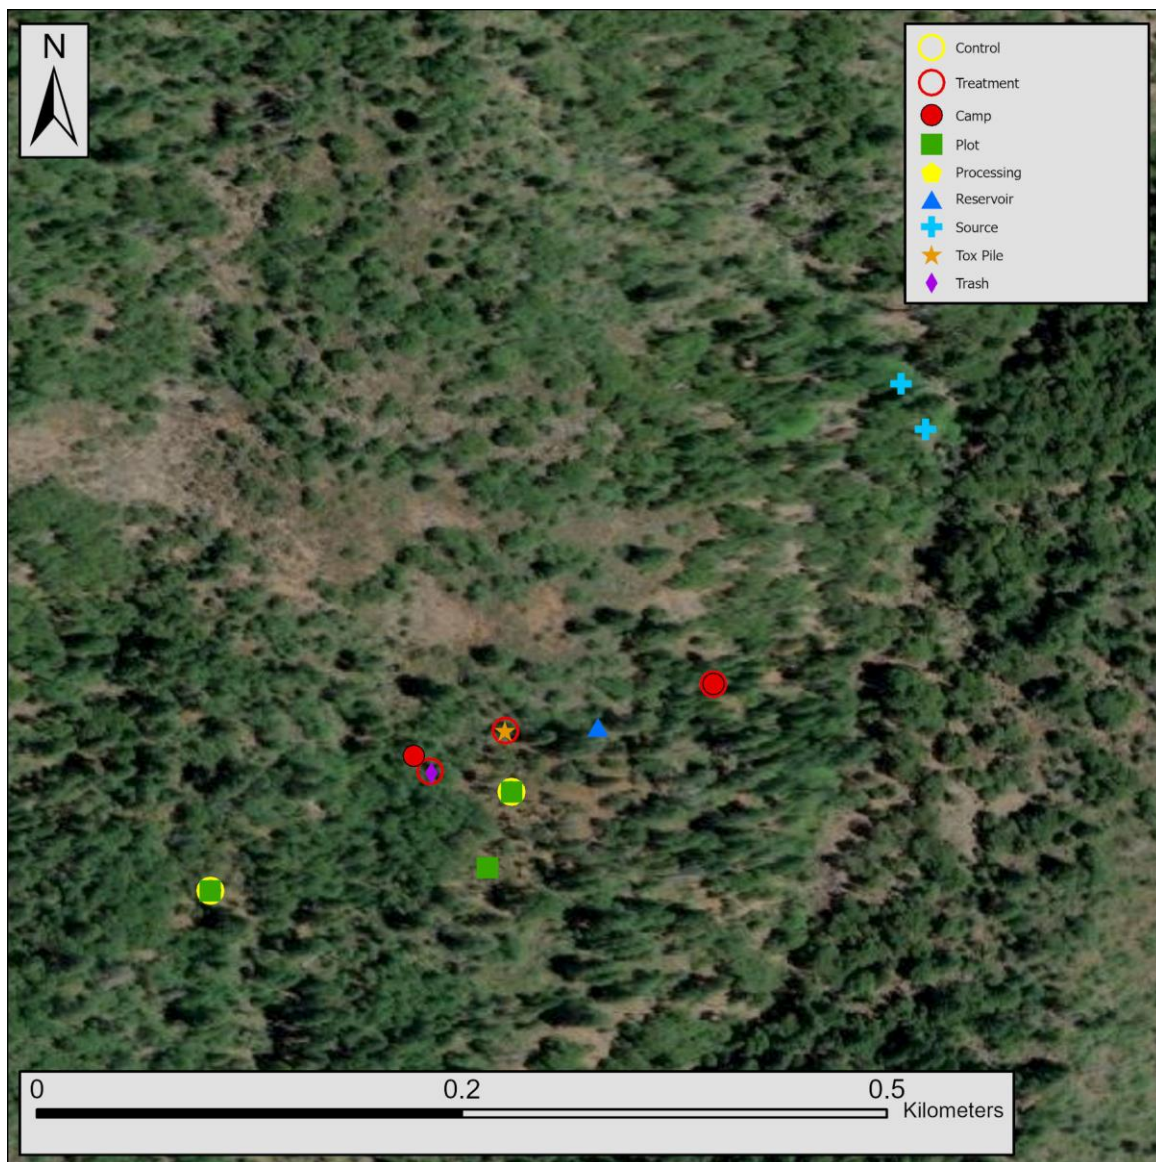 N
Control
Treatment
Camp
Plot
Processing
Reservoir
Source
Tox Pile
Trash
0 0.2 0.5
Kilometers